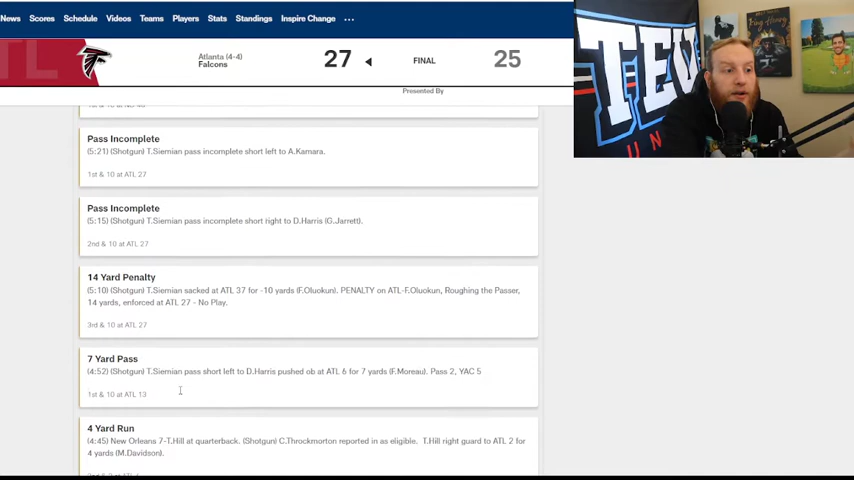 News Scores Schedule Videos Teams Players Stats Standings Inspire Change ...
Atlanta (4-4)
Falcons
27
FINAL
25
Presented By
Pass Incomplete
(5:21) (Shotgun) T.Siemian pass incomplete short left to A.Kamara.
1st & 10 at ATL 27
Pass Incomplete
(5:15) (Shotgun) T.Siemian pass incomplete short right to D.Harris (G.Jarrett).
2nd & 10 at ATL 27
14 Yard Penalty
(5:10) (Shotgun) T.Siemian sacked at ATL 37 for -10 yards (F.Oluokun). PENALTY on ATL-F.Oluokun, Roughing the Passer,
14 yards, enforced at ATL 27 - No Play.
3rd & 10 at ATL 27
7 Yard Pass
(4:52) (Shotgun) T.Siemian pass short left to D.Harris pushed ob at ATL 6 for 7 yards (F.Moreau). Pass 2, YAC 5
1st & 10 at ATL 13
4 Yard Run
(4:45) New Orleans 7-T.Hill at quarterback. (Shotgun) C.Throckmorton reported in as eligible. T.Hill right guard to ATL 2 for
4 yards (M.Davidson).